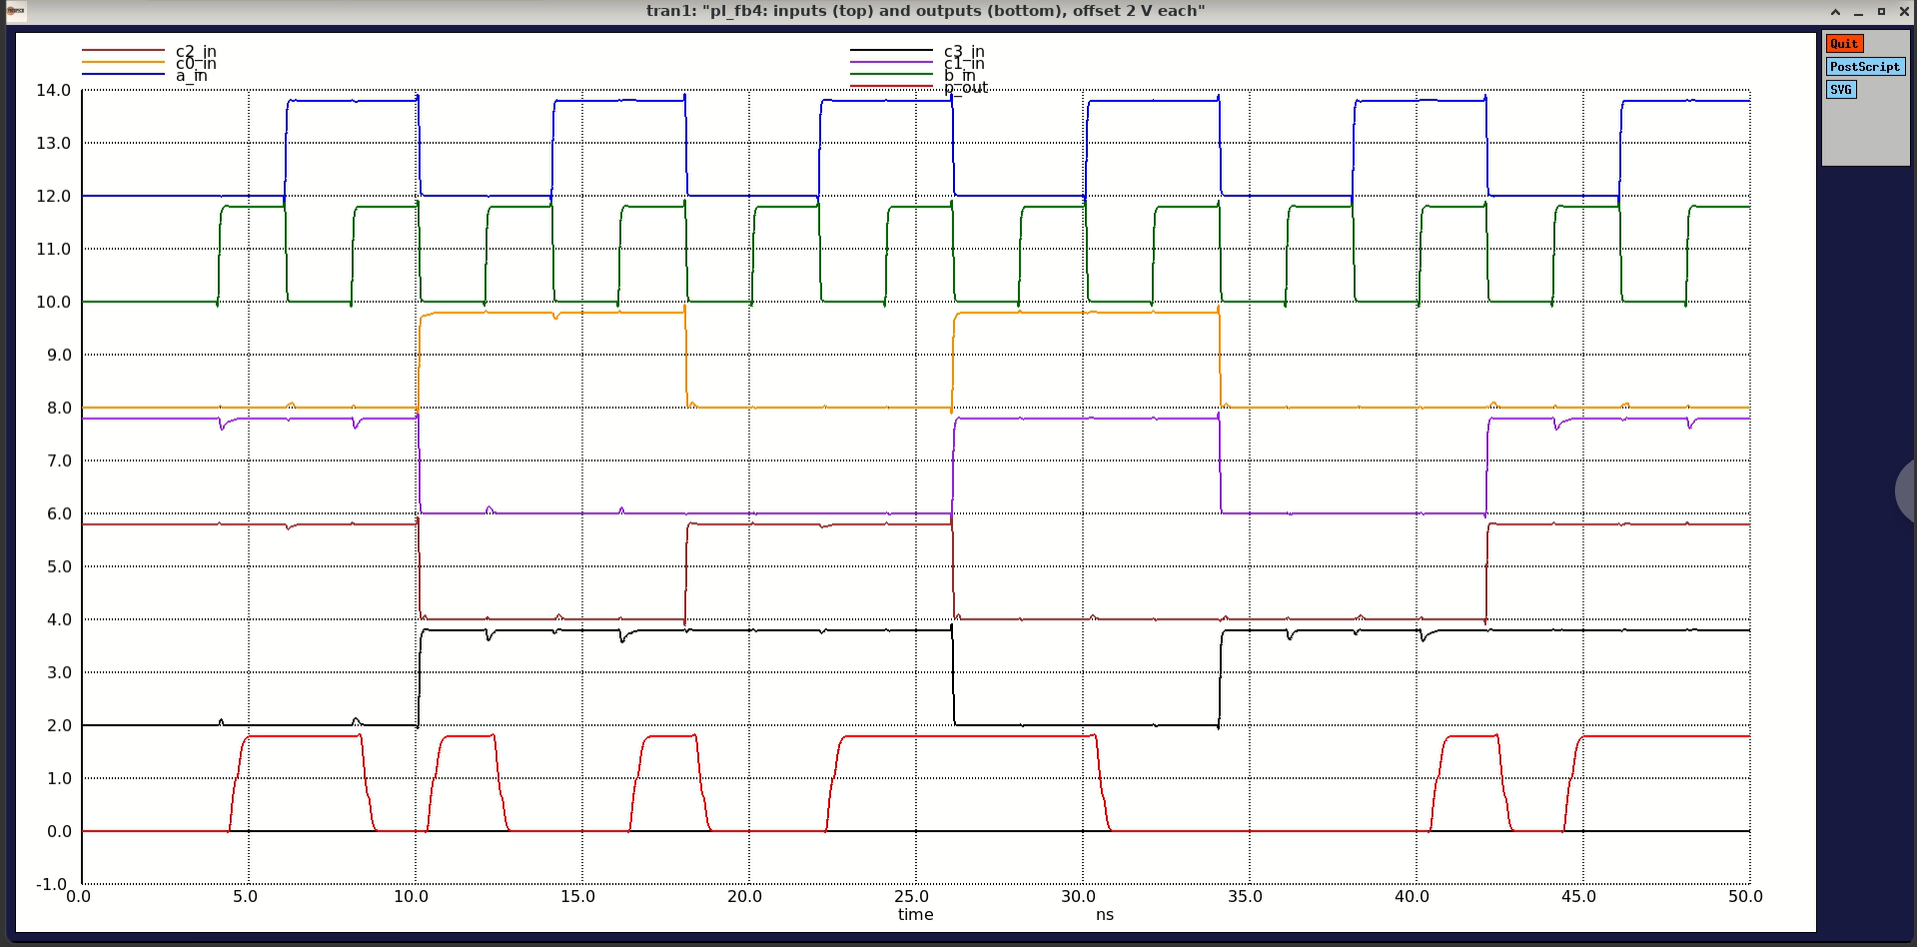 tran1: "pl_fb4: inputs (top) and outputs (bottom), offset 2 V each"
Quit
PostScript
SVG
c2_in
c0_in
a_in
c3_in
c1_in
b_in
p_out
14.0
13.0
12.0
11.0
10.0
9.0
8.0
7.0
6.0
5.0
4.0
3.0
2.0
1.0
0.0
-1.0
0.0 5.0 10.0 15.0 20.0 25.0 30.0 35.0 40.0 45.0 50.0
time ns